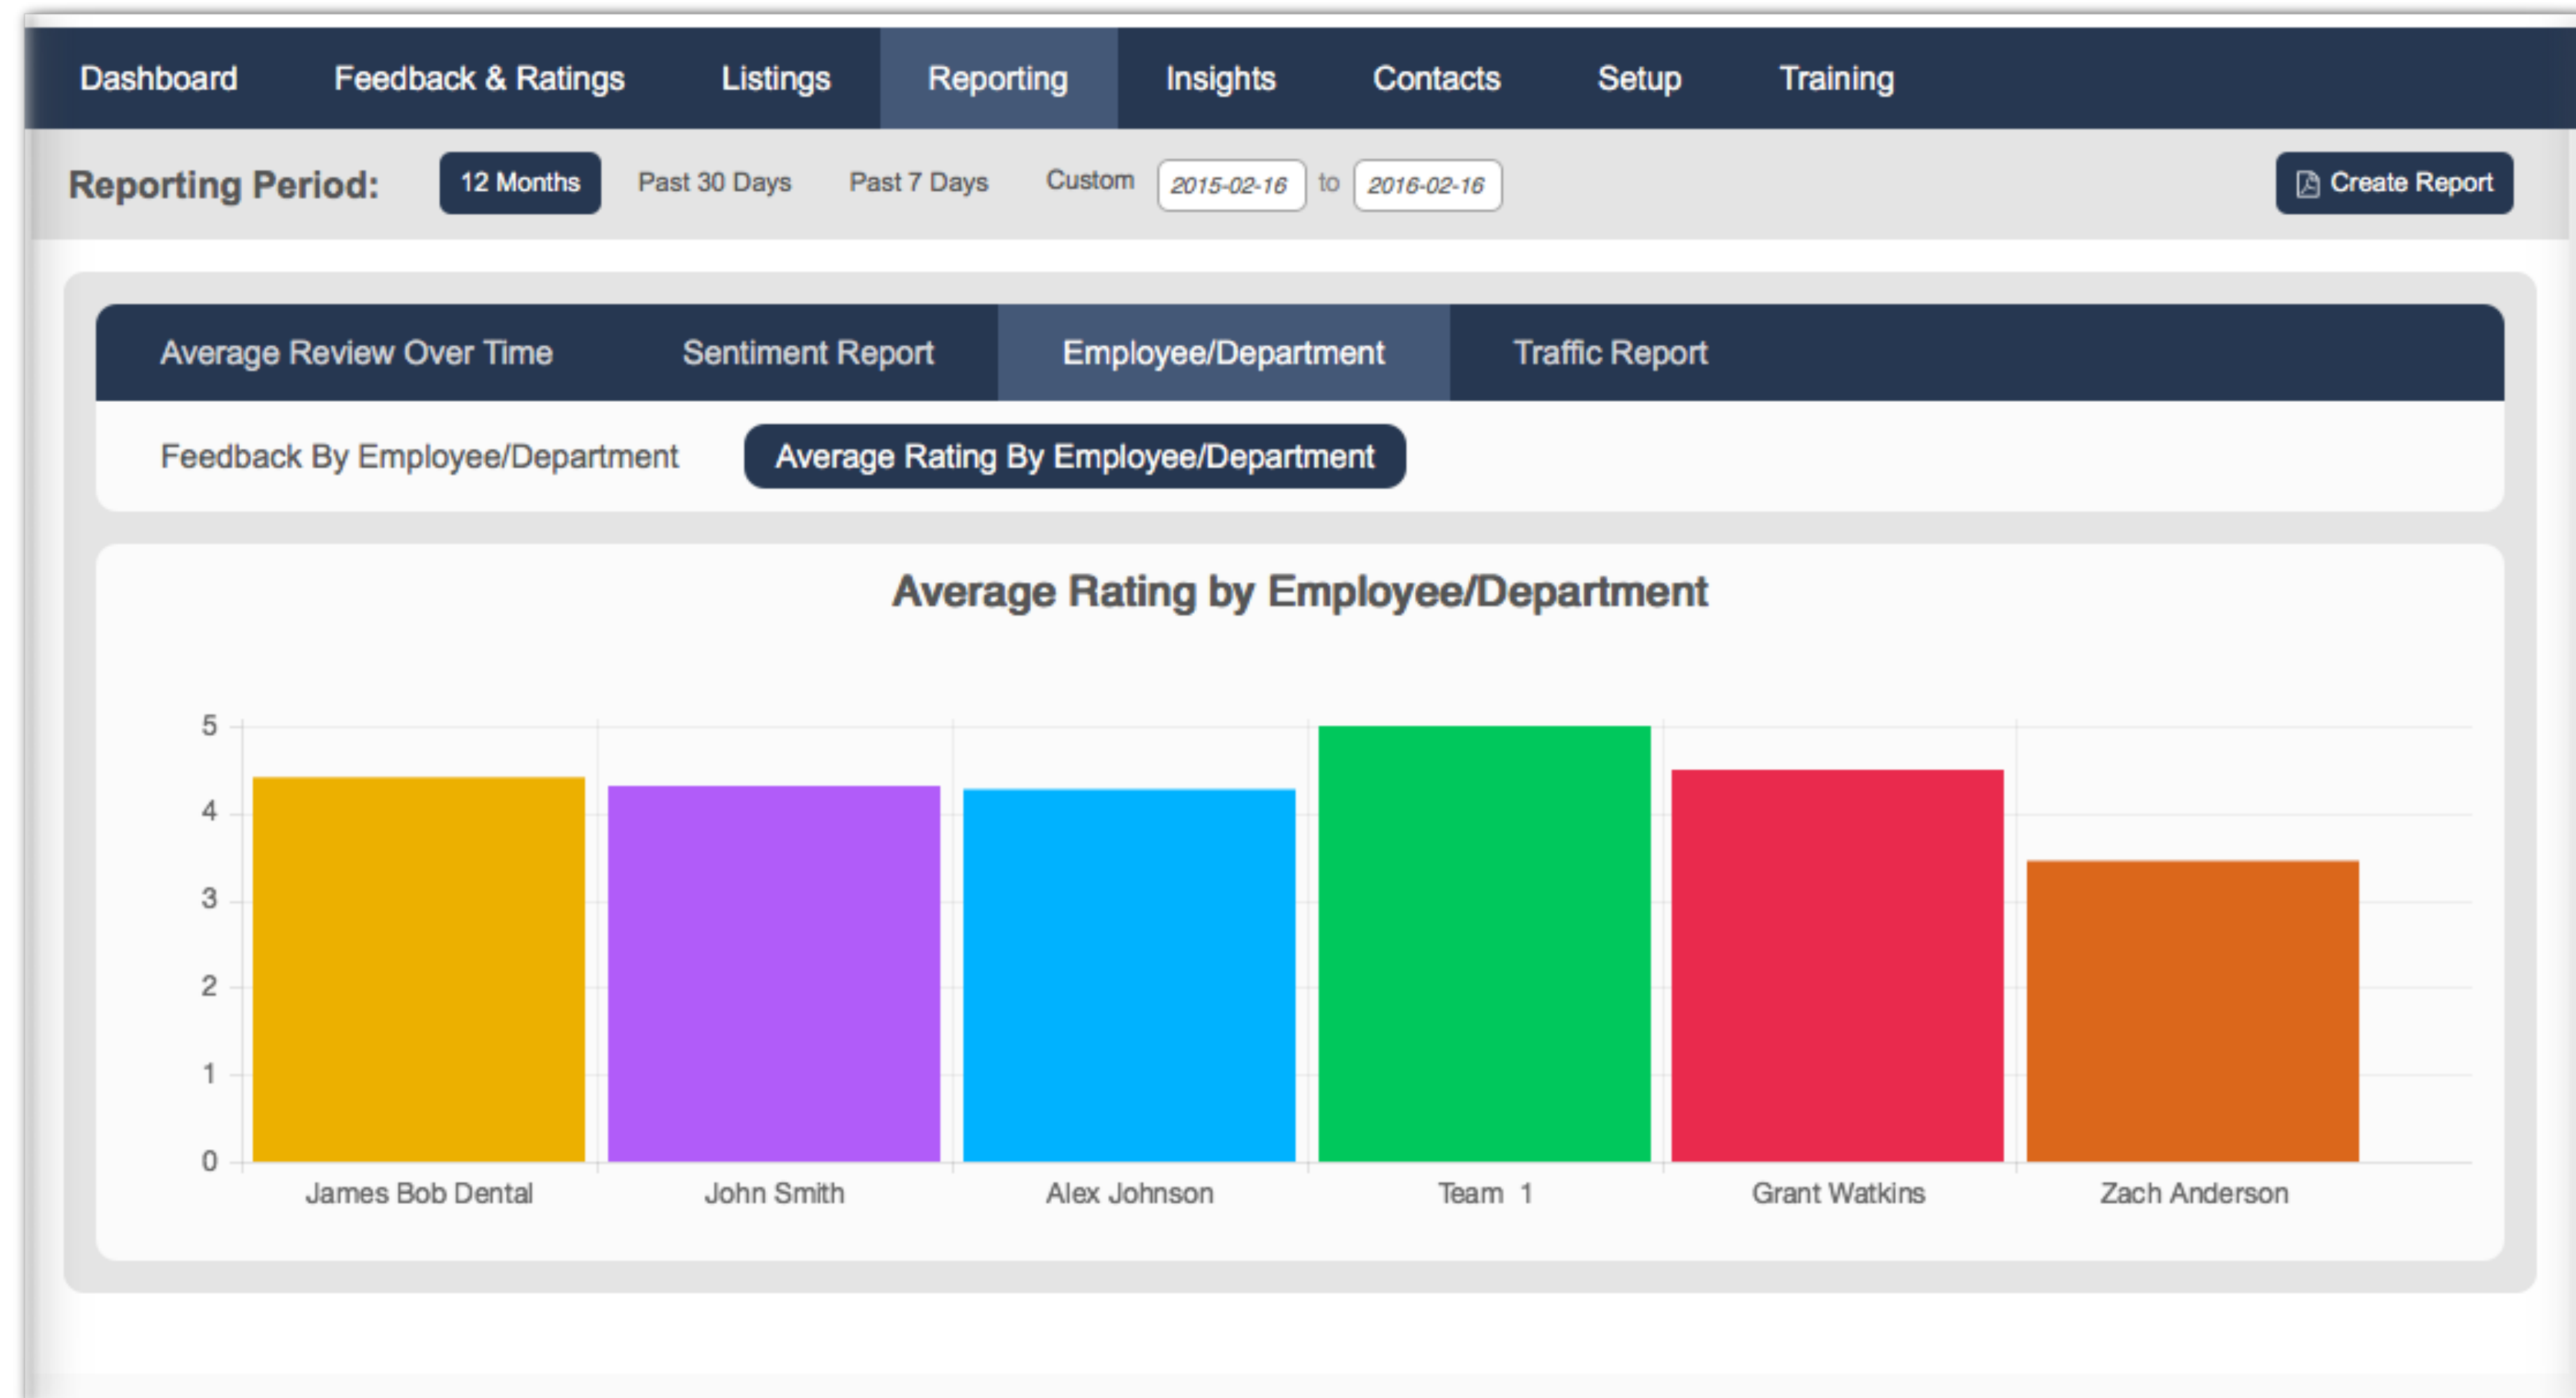 Dashboard Feedback & Ratings Listings Reporting Insights Contacts Setup Training
Reporting Period: 12 Months Past 30 Days Past 7 Days Custom 2015-02-16 to 2016-02-16 Create Report
Average Review Over Time Sentiment Report Employee/Department Traffic Report
Feedback By Employee/Department Average Rating By Employee/Department
Average Rating by Employee/Department
5
4
3
2
1
0
James Bob Dental John Smith Alex Johnson Team 1 Grant Watkins Zach Anderson